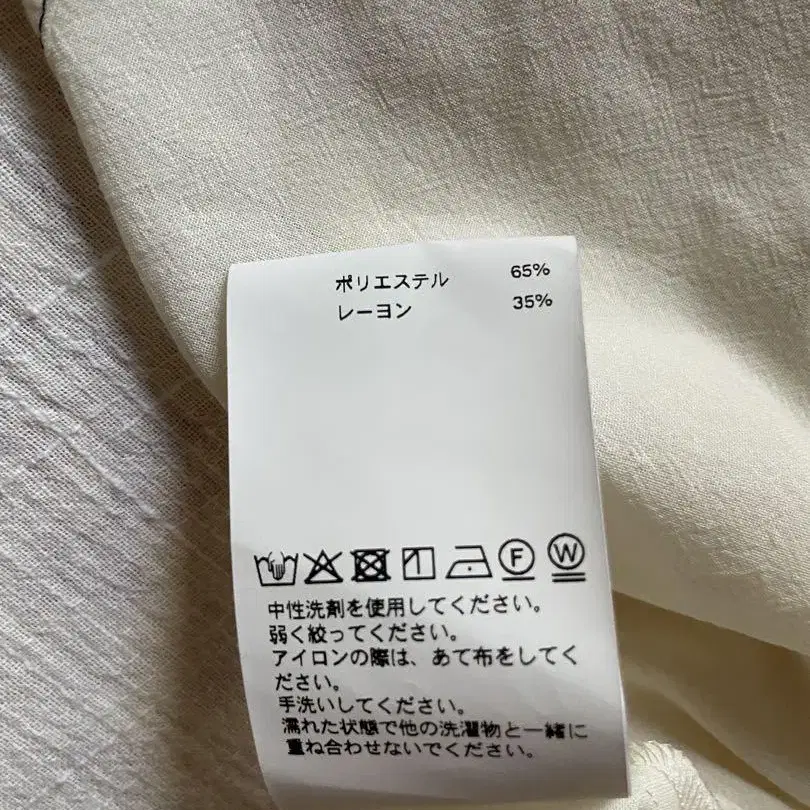 ポリエステル 65%
レーヨン 35%
F W
中性洗剤を使用してください。
弱く絞ってください。
アイロンの際は、あて布をしてく
ださい。
手洗いしてください。
濡れた状態で他の洗濯物と一緒に
重ね合わせないでください。